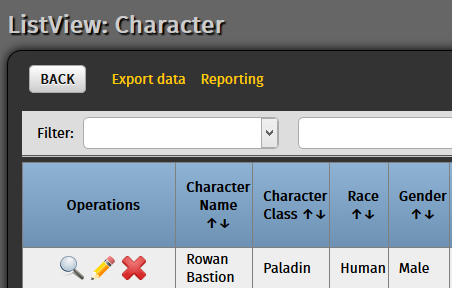 ListView: Character
BACK Export data Reporting
Filter:
Operations Character Name ↑↓ Character Class ↑↓ Race ↑↓ Gender ↑↓
Rowan Bastion Paladin Human Male